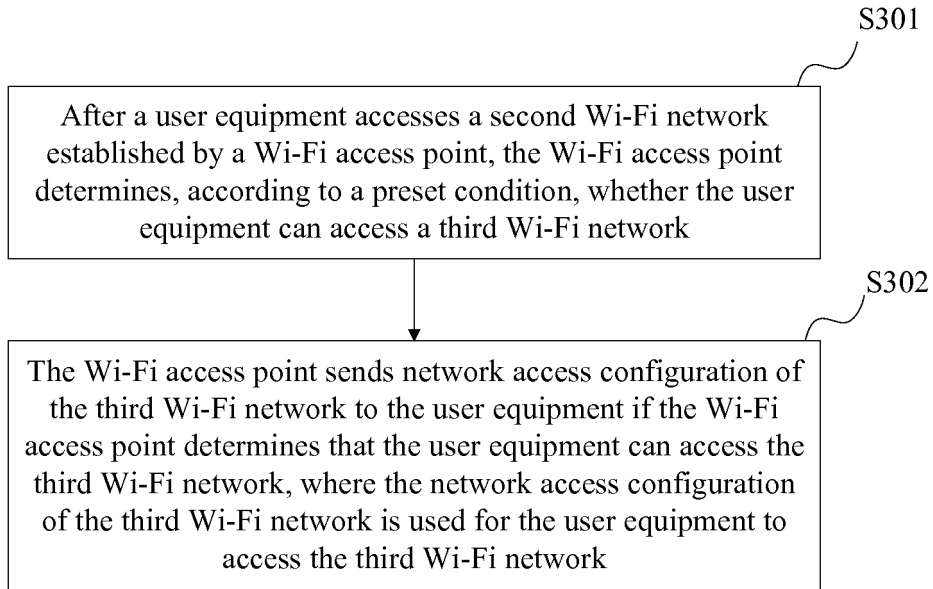 S301
After a user equipment accesses a second Wi-Fi network
established by a Wi-Fi access point, the Wi-Fi access point
determines, according to a preset condition, whether the user
equipment can access a third Wi-Fi network
S302
The Wi-Fi access point sends network access configuration of
the third Wi-Fi network to the user equipment if the Wi-Fi
access point determines that the user equipment can access the
third Wi-Fi network, where the network access configuration
of the third Wi-Fi network is used for the user equipment to
access the third Wi-Fi network